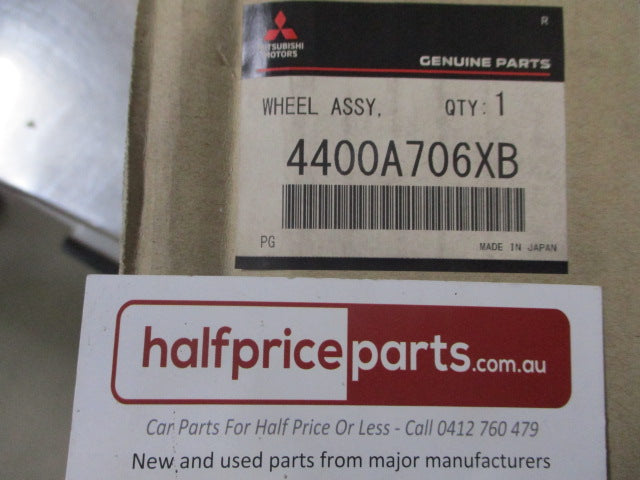 R
MITSUBISHI
MOTORS
GENUINE PARTS
WHEEL ASSY, QTY: 1
4400A706XB
PG MADE IN JAPAN
halfpriceparts.com.au
Car Parts For Half Price Or Less - Call 0412 760 479
New and used parts from major manufacturers